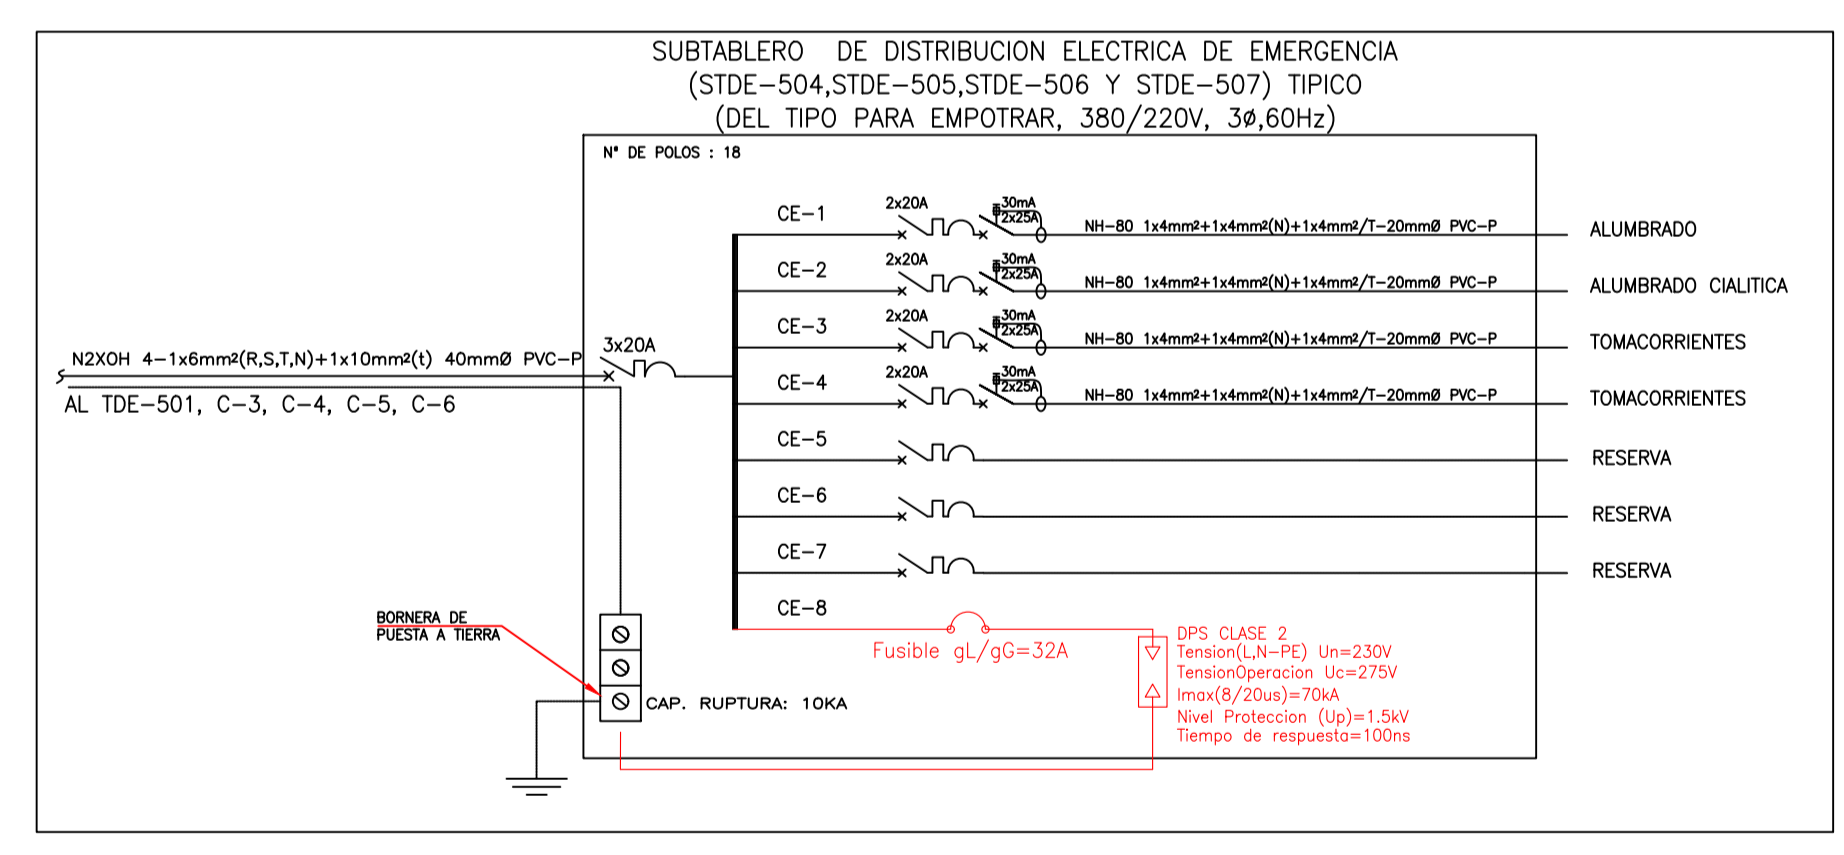 SUBTABLERO DE DISTRIBUCION ELECTRICA DE EMERGENCIA
(STDE-504,STDE-505,STDE-506 Y STDE-507) TIPICO
(DEL TIPO PARA EMPOTRAR, 380/220V, 3ø,60Hz)
N° DE POLOS : 18
CE-1 2x20A 30mA 2x25A NH-80 1x4mm²+1x4mm²(N)+1x4mm²/T-20mmØ PVC-P ALUMBRADO
CE-2 2x20A 30mA 2x25A NH-80 1x4mm²+1x4mm²(N)+1x4mm²/T-20mmØ PVC-P ALUMBRADO CIALITICA
CE-3 2x20A 30mA 2x25A NH-80 1x4mm²+1x4mm²(N)+1x4mm²/T-20mmØ PVC-P TOMACORRIENTES
N2XOH 4-1x6mm²(R,S,T,N)+1x10mm²(t) 40mmØ PVC-P 3x20A
AL TDE-501, C-3, C-4, C-5, C-6
CE-4 2x20A 30mA 2x25A NH-80 1x4mm²+1x4mm²(N)+1x4mm²/T-20mmØ PVC-P TOMACORRIENTES
CE-5 RESERVA
CE-6 RESERVA
CE-7 RESERVA
CE-8
Fusible gL/gG=32A
BORNERA DE
PUESTA A TIERRA
CAP. RUPTURA: 10KA
DPS CLASE 2
Tension(L,N-PE) Un=230V
TensionOperacion Uc=275V
Imax(8/20us)=70kA
Nivel Proteccion (Up)=1.5kV
Tiempo de respuesta=100ns